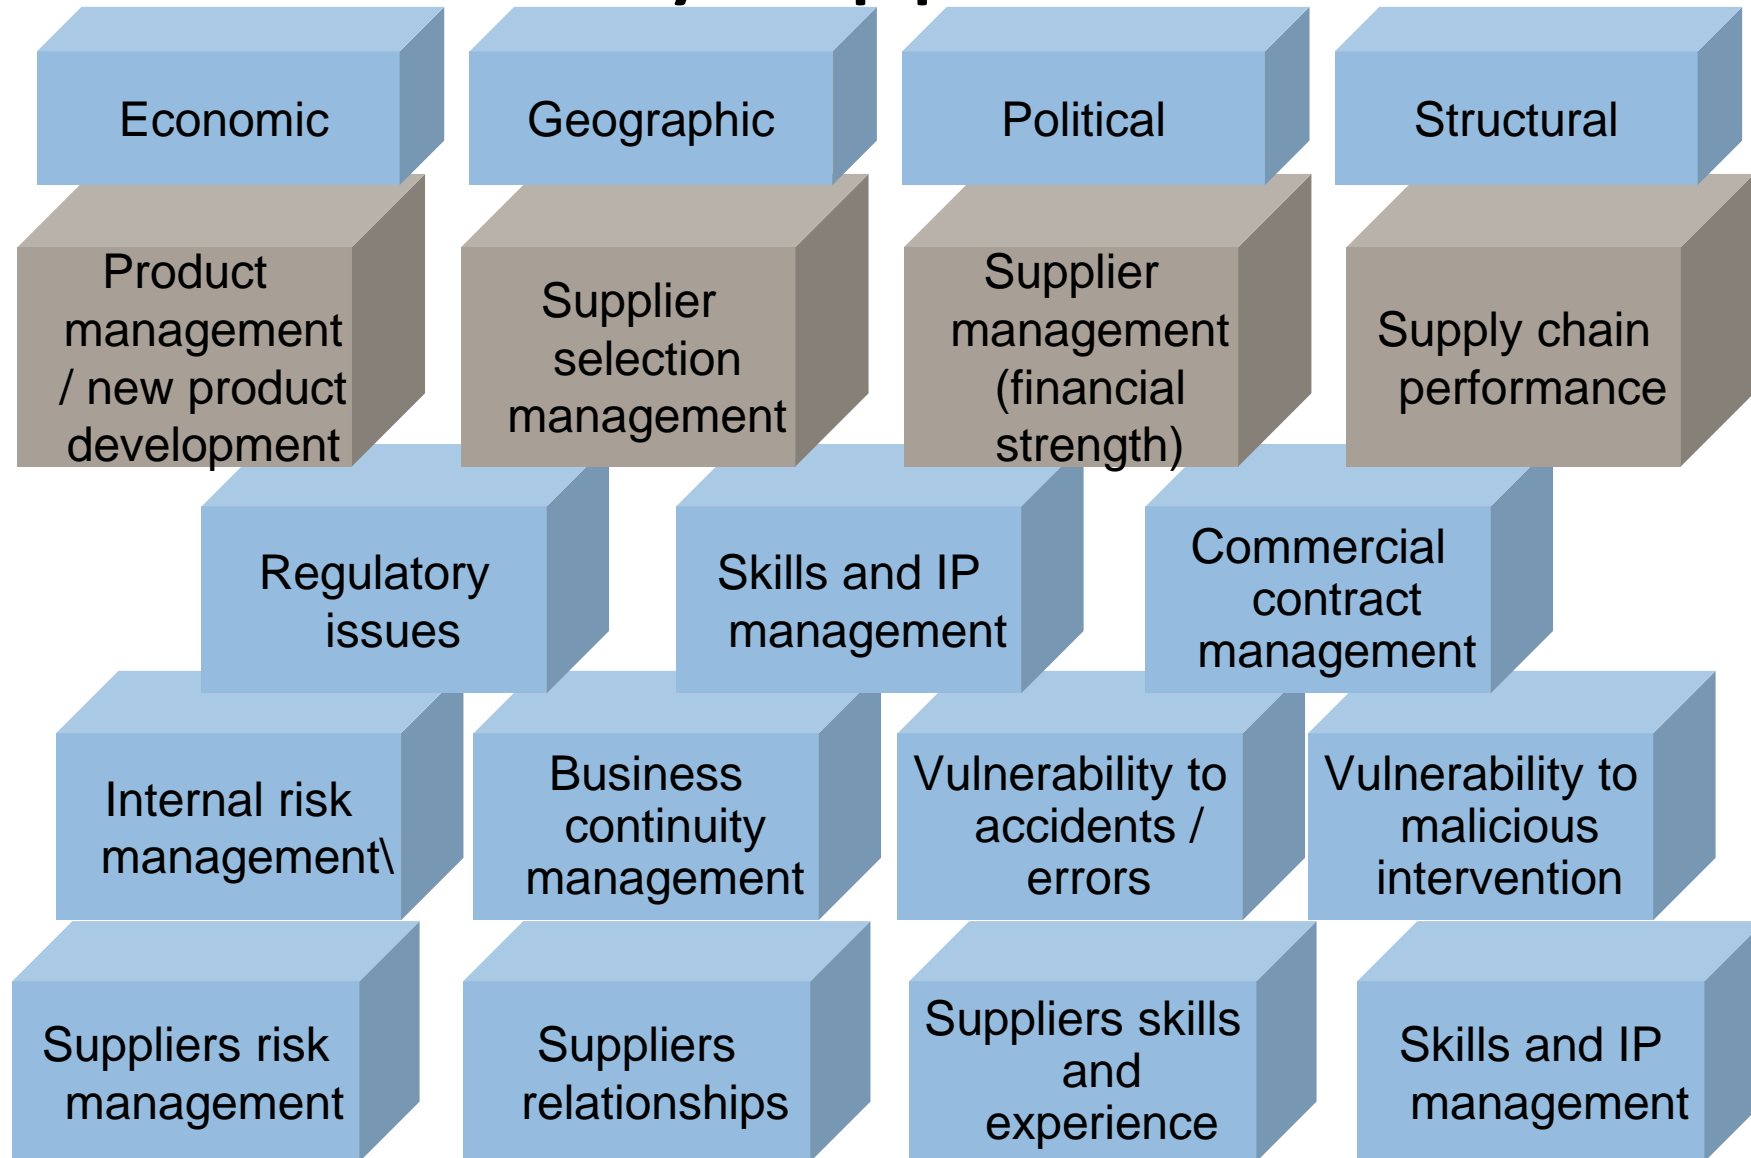 Economic
Geographic
Political
Structural
Product
management
/ new product
development
Supplier
selection
management
Supplier
management
(financial
strength)
Supply chain
performance
Regulatory
issues
Skills and IP
management
Commercial
contract
management
Internal risk
management\
Business
continuity
management
Vulnerability to
accidents /
errors
Vulnerability to
malicious
intervention
Suppliers risk
management
Suppliers
relationships
Suppliers skills
and
experience
Skills and IP
management